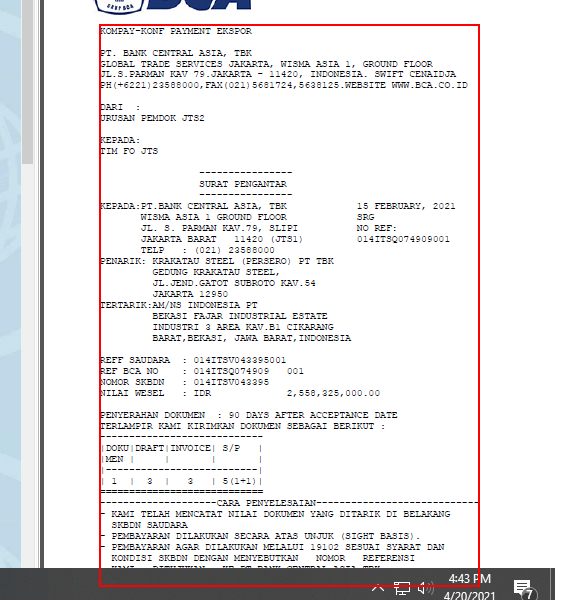 BCA
KOMPAY-KONF PAYMENT EKSPOR
PT. BANK CENTRAL ASIA, TBK
GLOBAL TRADE SERVICES JAKARTA, WISMA ASIA 1, GROUND FLOOR
JL.S.PARMAN KAV 79.JAKARTA - 11420, INDONESIA. SWIFT CENAIDJA
PH(+6221)23588000,FAX(021)5681724,5638125.WEBSITE WWW.BCA.CO.ID
DARI :
URUSAN PEMDOK JTS2
KEPADA:
TIM FO JTS
----------------
SURAT PENGANTAR
----------------
KEPADA:PT.BANK CENTRAL ASIA, TBK 15 FEBRUARY, 2021
WISMA ASIA 1 GROUND FLOOR SRG
JL. S. PARMAN KAV.79, SLIPI NO REF:
JAKARTA BARAT 11420 (JTS1) 014ITSQ074909001
TELP : (021) 23588000
PENARIK: KRAKATAU STEEL (PERSERO) PT TBK
GEDUNG KRAKATAU STEEL,
JL.JEND.GATOT SUBROTO KAV.54
JAKARTA 12950
TERTARIK:AM/NS INDONESIA PT
BEKASI FAJAR INDUSTRIAL ESTATE
INDUSTRI 3 AREA KAV.B1 CIKARANG
BARAT,BEKASI, JAWA BARAT,INDONESIA
REFF SAUDARA : 014ITSV043395001
REF BCA NO : 014ITSQ074909 001
NOMOR SKBDN : 014ITSV043395
NILAI WESEL : IDR 2,558,325,000.00
PENYERAHAN DOKUMEN : 90 DAYS AFTER ACCEPTANCE DATE
TERLAMPIR KAMI KIRIMKAN DOKUMEN SEBAGAI BERIKUT :
----------------------------
|DOKU|DRAFT|INVOICE| S/P |
|MEN | | | |
|--------------------------|
| 1 | 3 | 3 | 5(1+1)|
============================
--------------------CARA PENYELESAIAN----------------------------
- KAMI TELAH MENCATAT NILAI DOKUMEN YANG DITARIK DI BELAKANG
SKBDN SAUDARA
- PEMBAYARAN DILAKUKAN SECARA ATAS UNJUK (SIGHT BASIS).
- PEMBAYARAN AGAR DILAKUKAN MELALUI 19102 SESUAI SYARAT DAN
KONDISI SKBDN DENGAN MENYEBUTKAN NOMOR REFERENSI
4:43 PM
4/20/2021
7